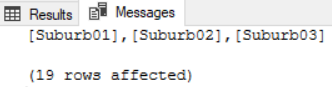 Results Messages
[Suburb01],[Suburb02],[Suburb03]
(19 rows affected)